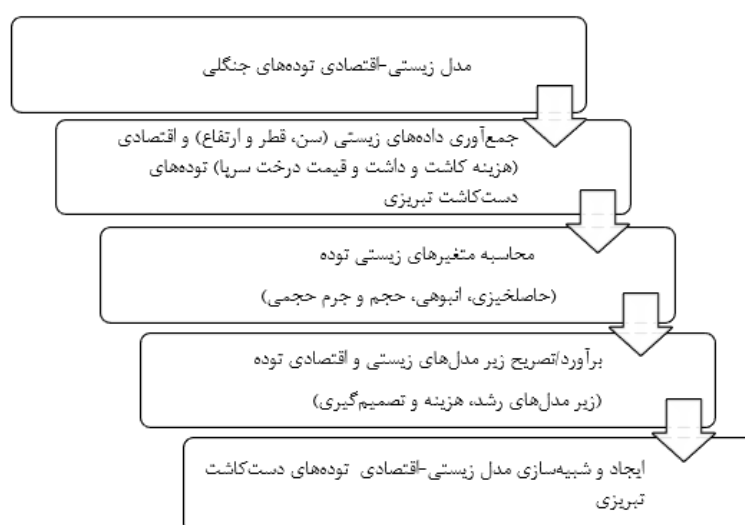 مدل زیستی-اقتصادی توده‌های جنگلی
جمع‌آوری داده‌های زیستی (سن، قطر و ارتفاع) و اقتصادی
(هزینه کاشت و داشت و قیمت درخت سرپا) توده‌های
دست‌کاشت تبریزی
محاسبه متغیرهای زیستی توده
(حاصلخیزی، انبوهی، حجم و جرم حجمی)
برآورد/تصریح زیر مدل‌های زیستی و اقتصادی توده
(زیر مدل‌های رشد، هزینه و تصمیم‌گیری)
ایجاد و شبیه‌سازی مدل زیستی-اقتصادی توده‌های دست‌کاشت
تبریزی